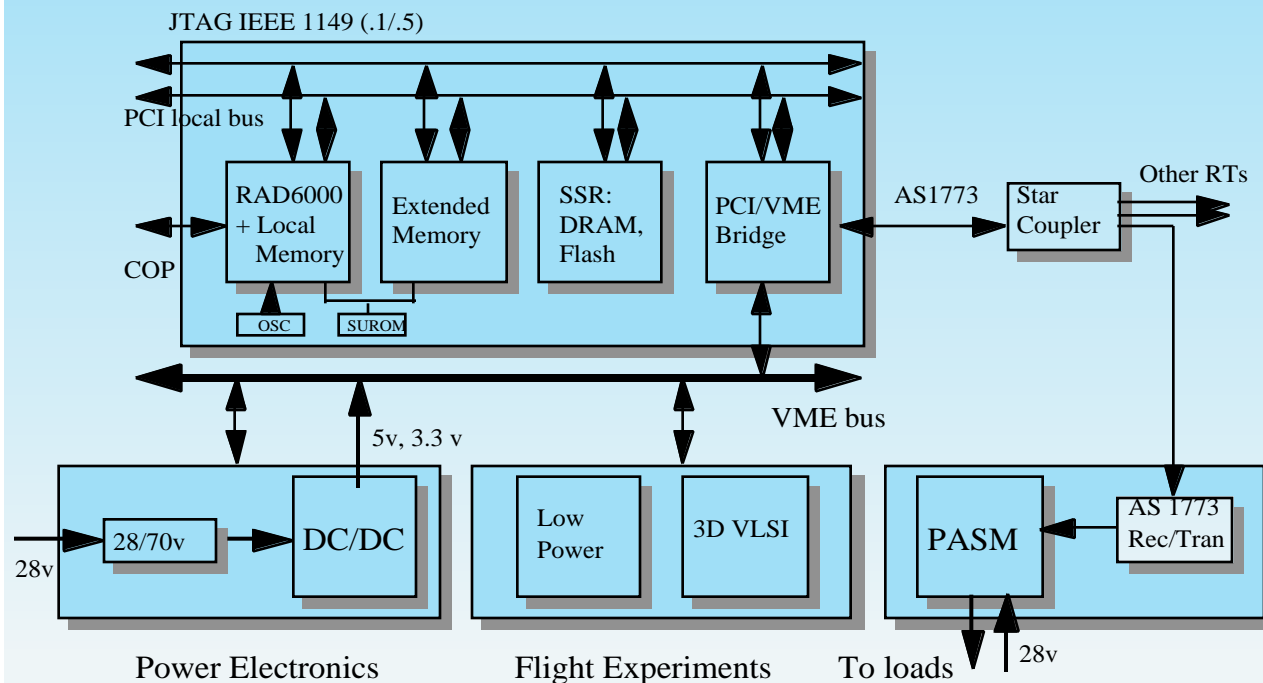 JTAG IEEE 1149 (.1/.5)
PCI local bus
RAD6000
+ Local
Memory
Extended
Memory
SSR:
DRAM,
Flash
PCI/VME
Bridge
AS1773
Star
Coupler
Other RTs
COP
OSC
SUROM
VME bus
5v, 3.3 v
28v
28/70v
DC/DC
Low
Power
3D VLSI
PASM
AS 1773
Rec/Tran
Power Electronics
Flight Experiments
To loads
28v